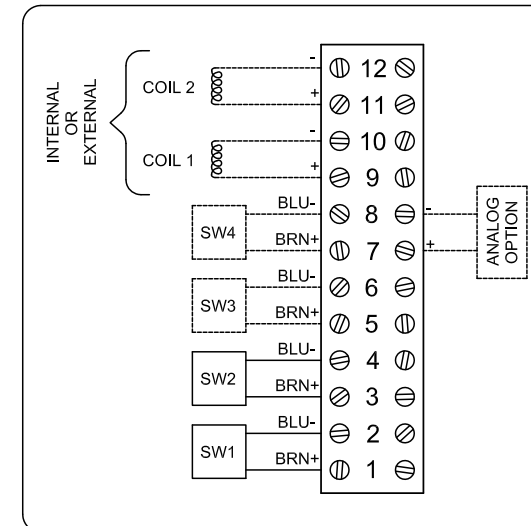 INTERNAL
OR
EXTERNAL
COIL 2
-
+
12
11
COIL 1
-
+
10
9
SW4
BLU-
BRN+
8
7
-
+
ANALOG
OPTION
SW3
BLU-
BRN+
6
5
SW2
BLU-
BRN+
4
3
SW1
BLU-
BRN+
2
1